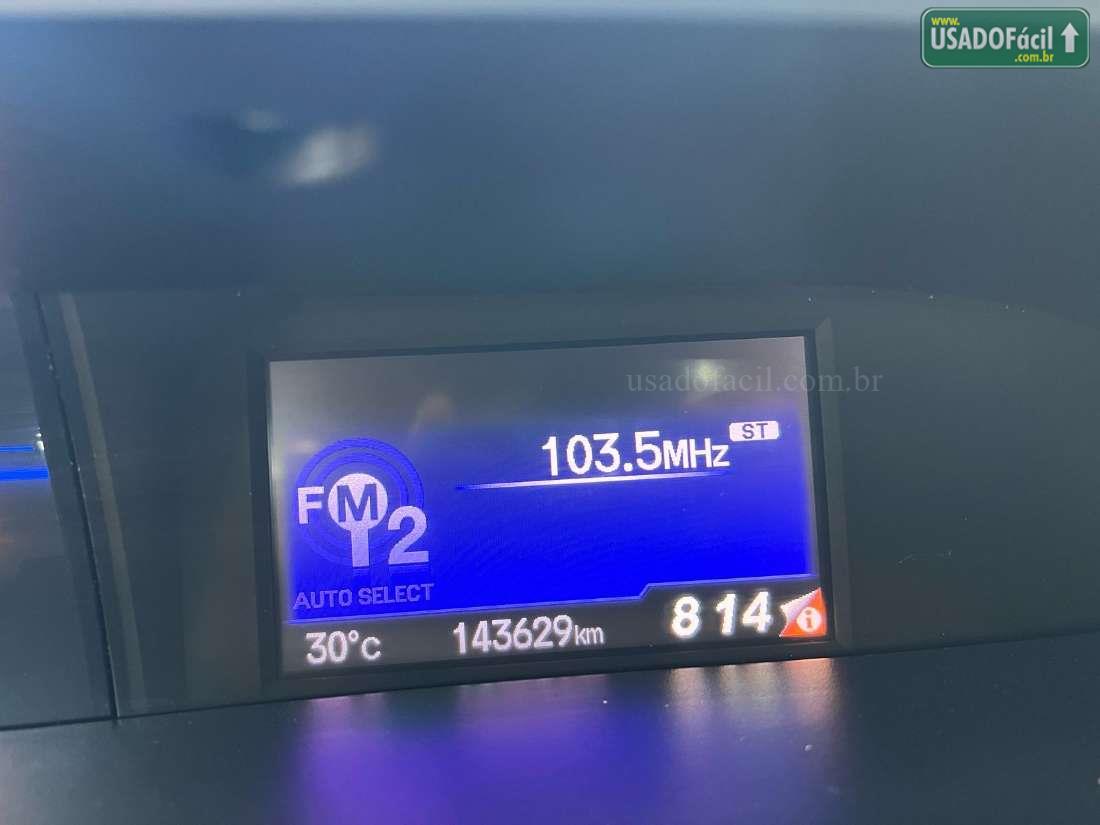 www.
USADOFácil
.com.br
usadofacil.com.br
103.5MHz ST
FM
2
AUTO SELECT
30°C 143629km 8 14 i